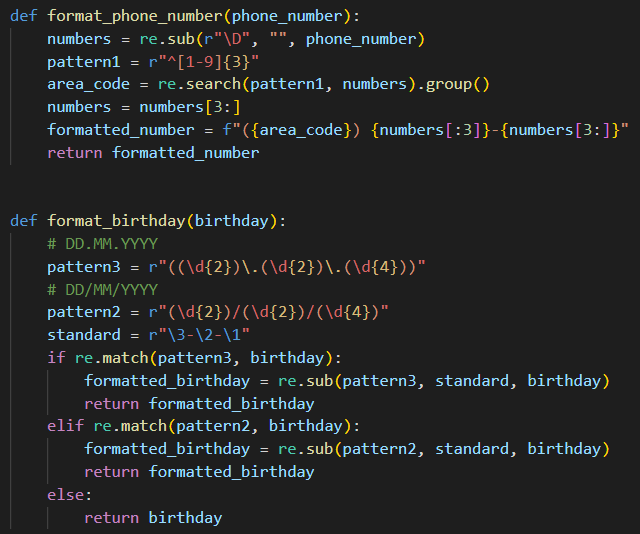 def format_phone_number(phone_number):
    numbers = re.sub(r"\D", "", phone_number)
    pattern1 = r"^[1-9]{3}"
    area_code = re.search(pattern1, numbers).group()
    numbers = numbers[3:]
    formatted_number = f"({area_code}) {numbers[:3]}-{numbers[3:]}"
    return formatted_number
def format_birthday(birthday):
    # DD.MM.YYYY
    pattern3 = r"((\d{2})\.(\d{2})\.(\d{4}))"
    # DD/MM/YYYY
    pattern2 = r"(\d{2})/(\d{2})/(\d{4})"
    standard = r"\3-\2-\1"
    if re.match(pattern3, birthday):
        formatted_birthday = re.sub(pattern3, standard, birthday)
        return formatted_birthday
    elif re.match(pattern2, birthday):
        formatted_birthday = re.sub(pattern2, standard, birthday)
        return formatted_birthday
    else:
        return birthday